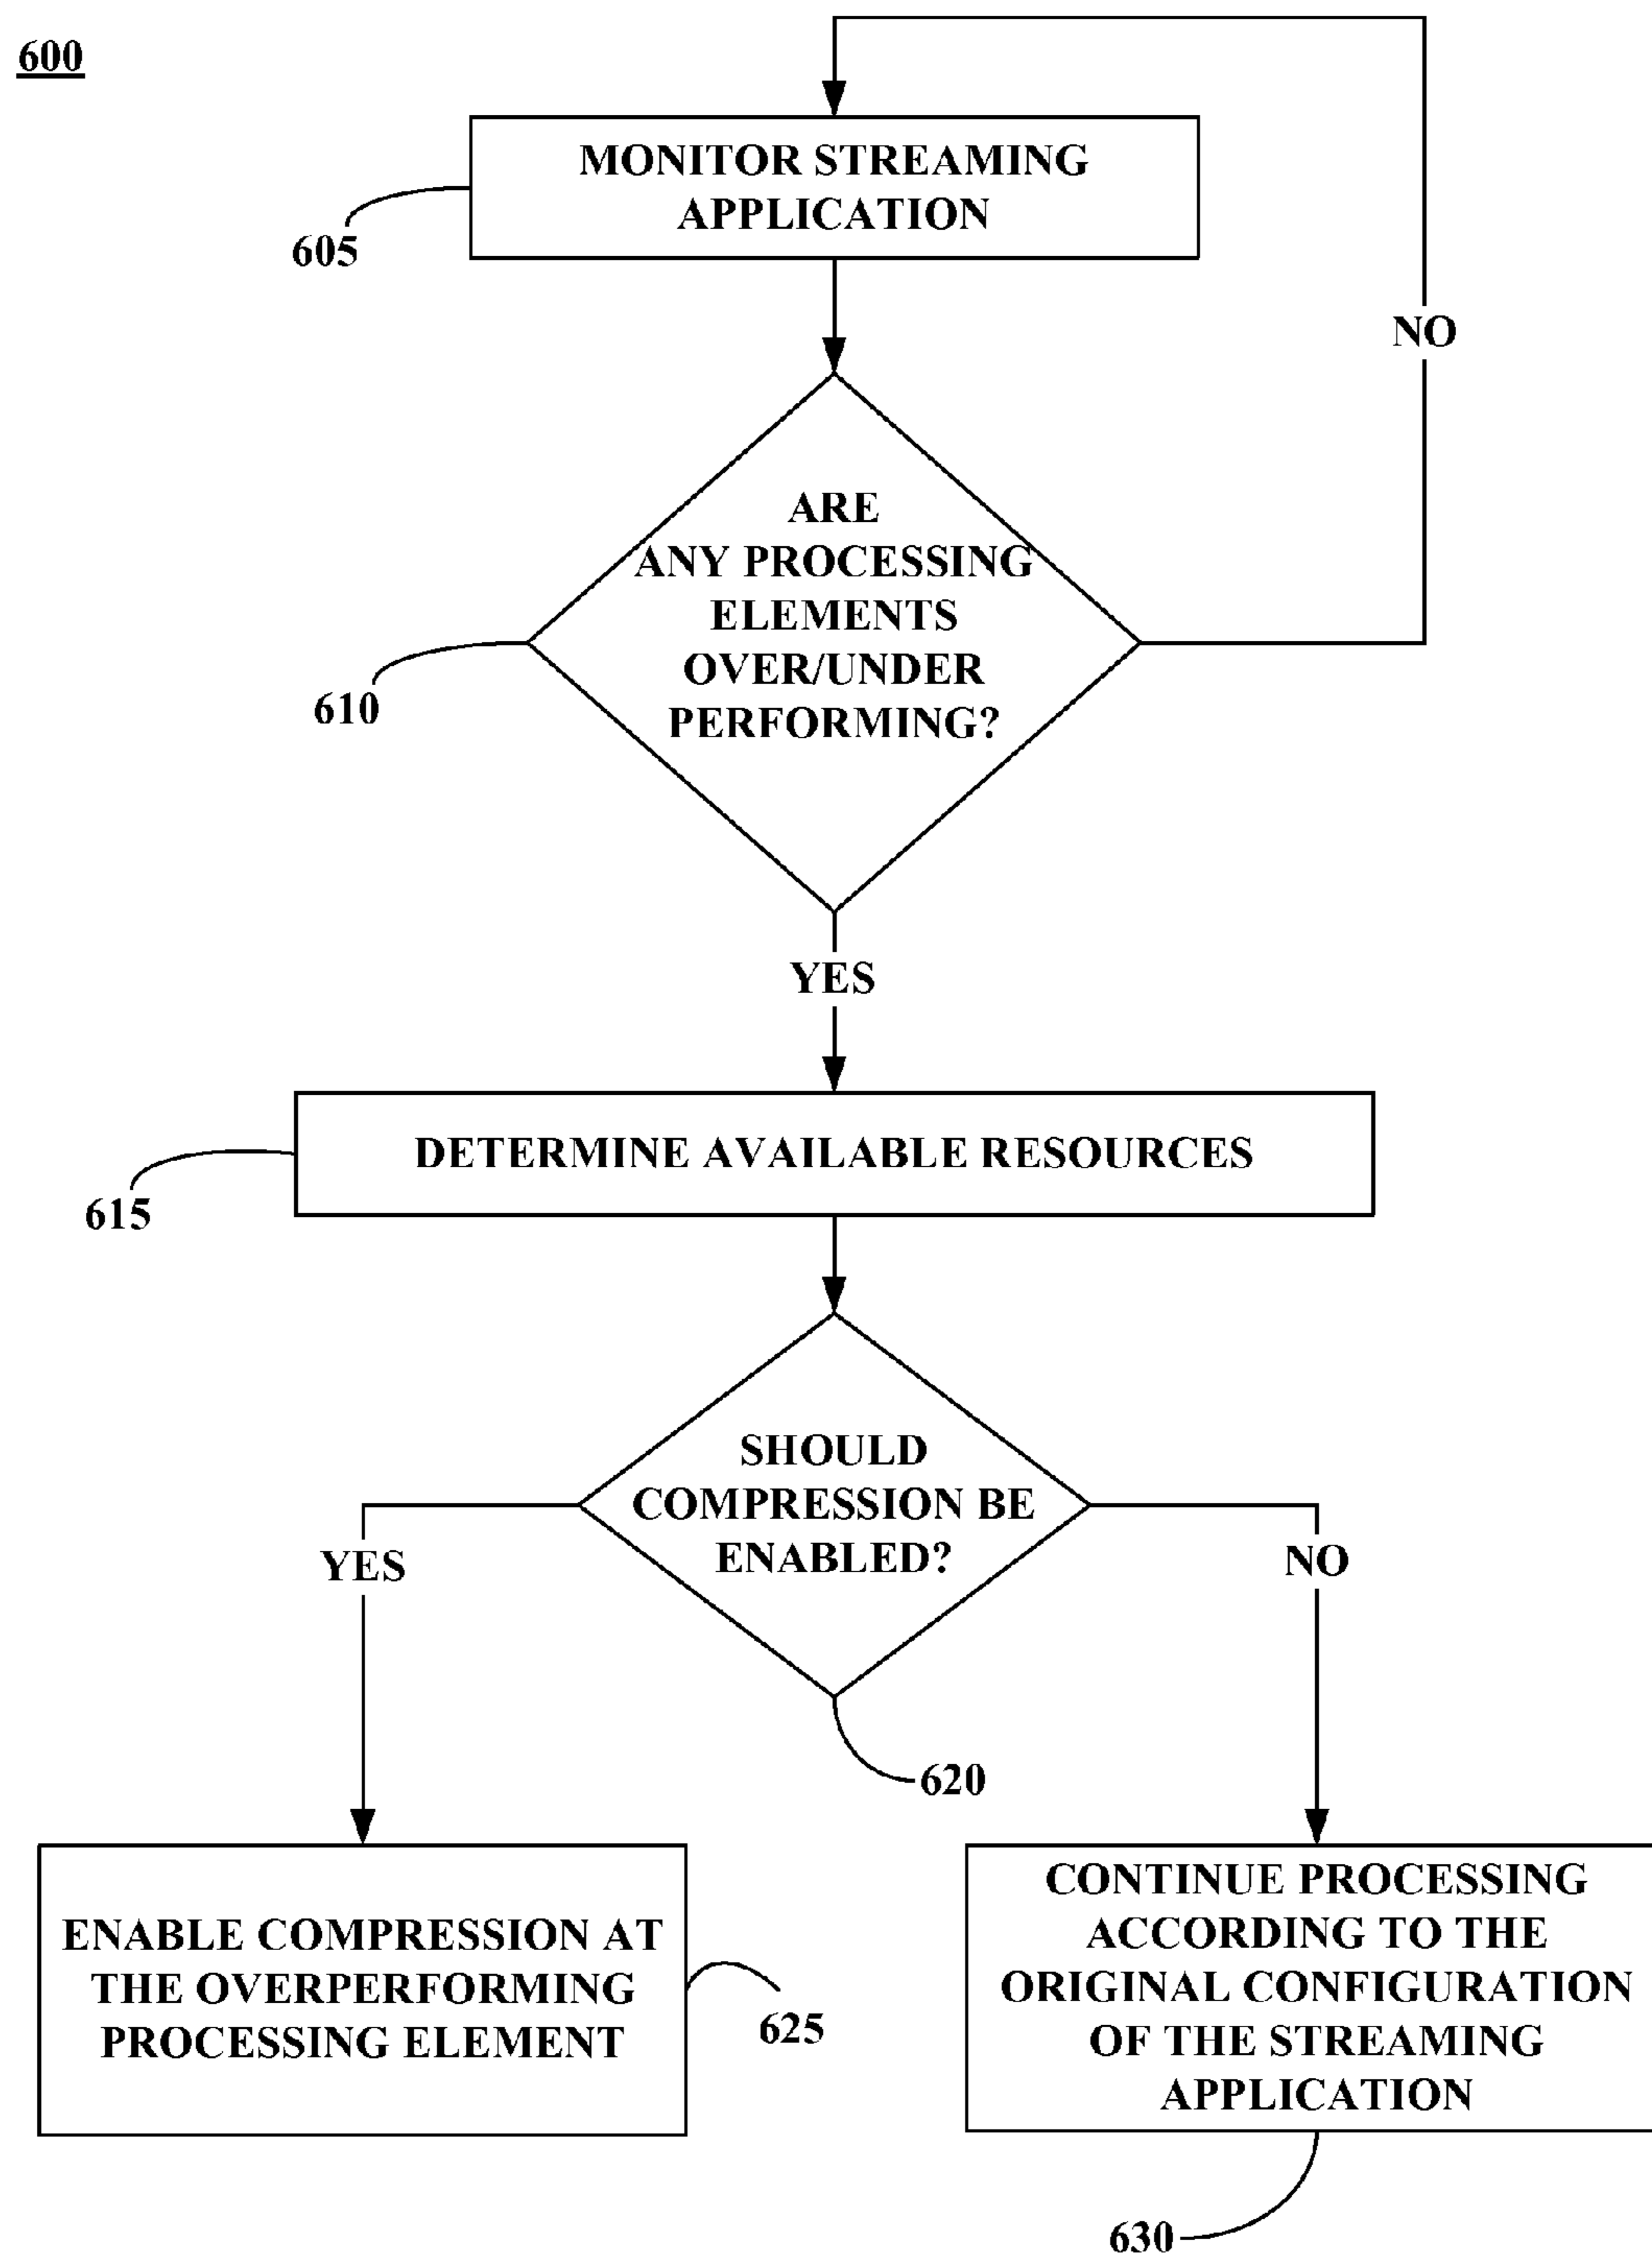 600
MONITOR STREAMING
APPLICATION
605
NO
ARE
ANY PROCESSING
ELEMENTS
OVER/UNDER
PERFORMING?
610
YES
DETERMINE AVAILABLE RESOURCES
615
SHOULD
COMPRESSION BE
ENABLED?
YES
NO
620
ENABLE COMPRESSION AT
THE OVERPERFORMING
PROCESSING ELEMENT
625
CONTINUE PROCESSING
ACCORDING TO THE
ORIGINAL CONFIGURATION
OF THE STREAMING
APPLICATION
630